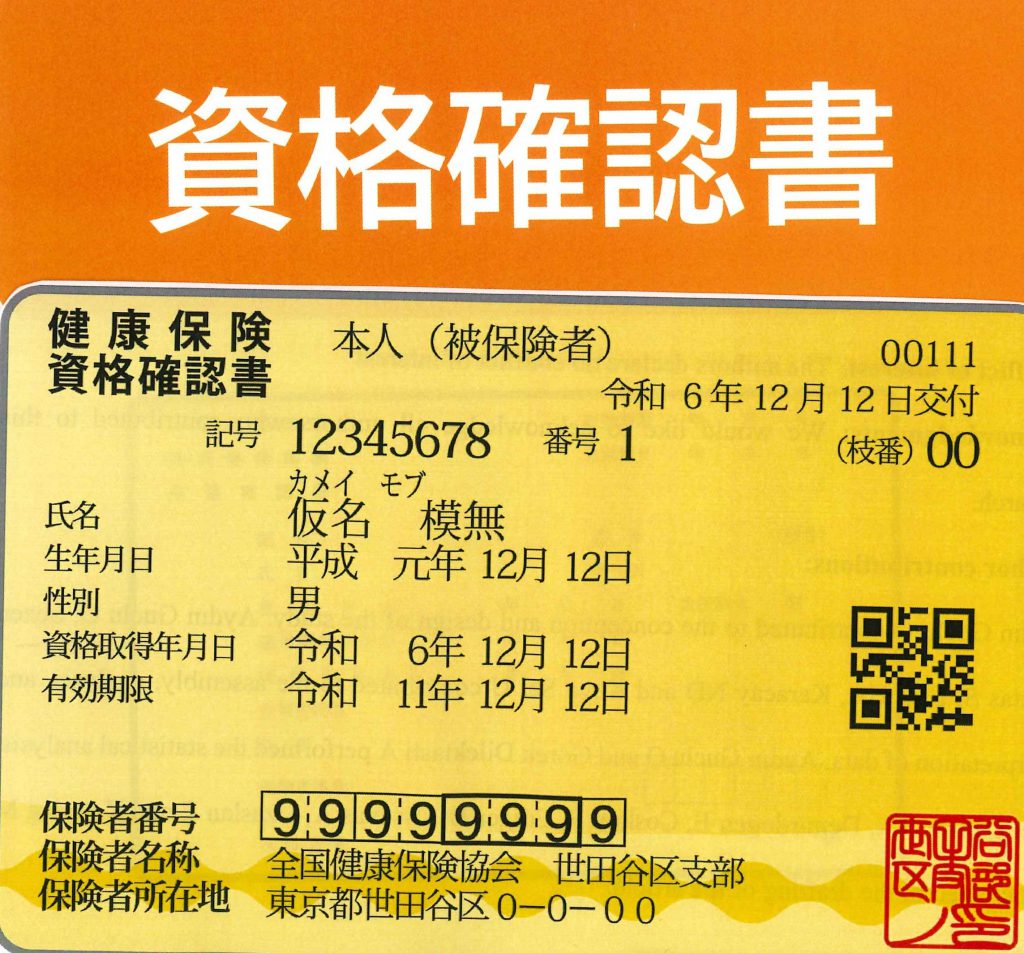 資格確認書
健康保険
資格確認書
本人（被保険者）
00111
令和 6年 12月 12日交付
記号 12345678 番号 1 （枝番）00
カメイ モブ
氏名 仮名 模無
生年月日 平成 元年 12月 12日
性別 男
資格取得年月日 令和 6年 12月 12日
有効期限 令和 11年 12月 12日
保険者番号 99999999
保険者名称 全国健康保険協会 世田谷区支部
保険者所在地 東京都世田谷区0-0-00